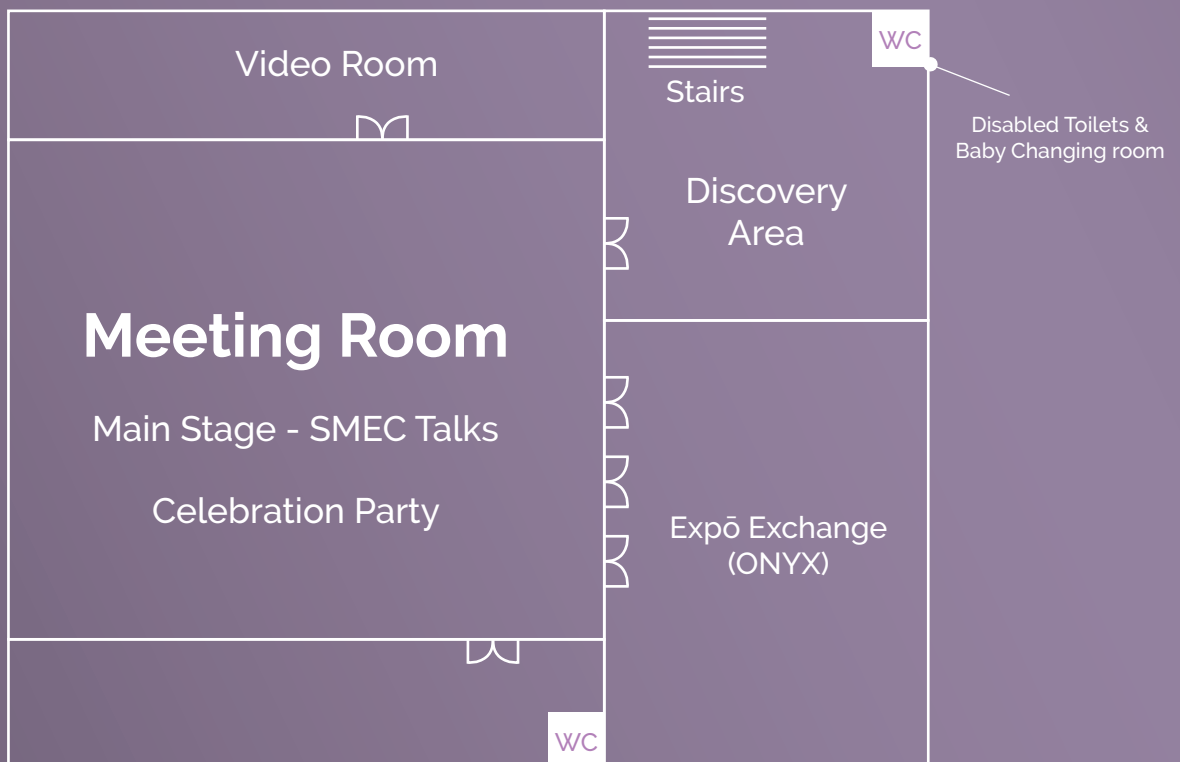 Video Room
WC
Stairs
Disabled Toilets &
Baby Changing room
Discovery
Area
Meeting Room
Main Stage - SMEC Talks
Celebration Party
Expō Exchange
(ONYX)
WC